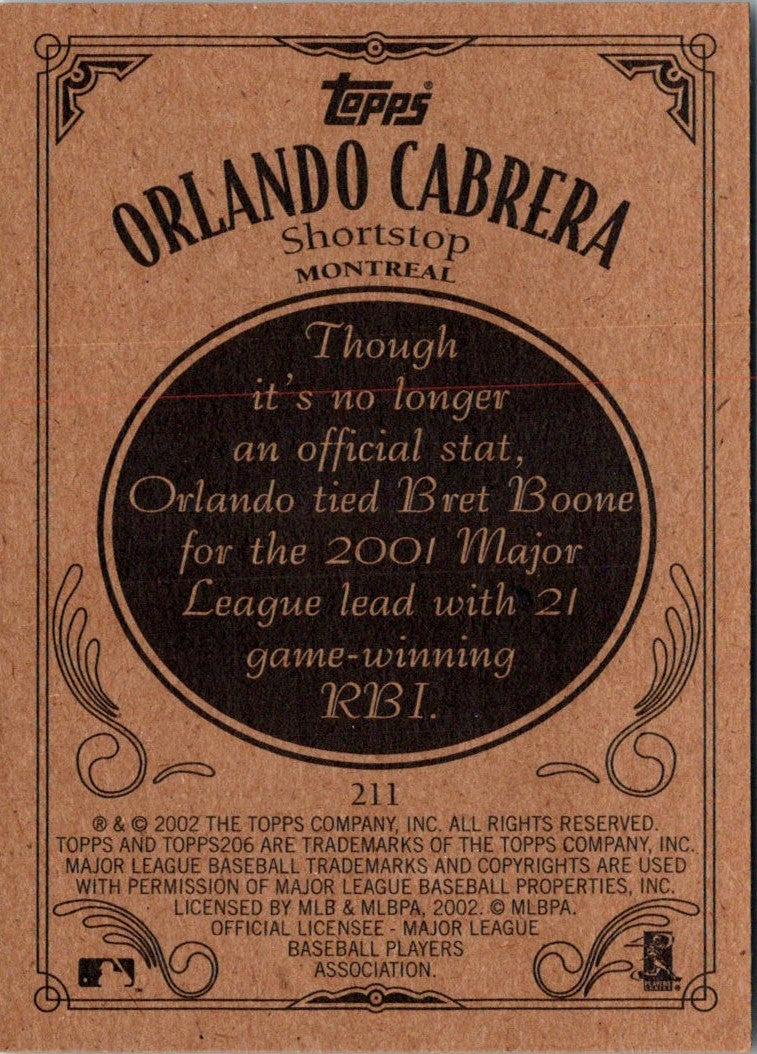 Topps®
ORLANDO CABRERA
Shortstop
MONTREAL
Though
it's no longer
an official stat,
Orlando tied Bret Boone
for the 2001 Major
League lead with 21
game-winning
RBI.
211
® & © 2002 THE TOPPS COMPANY, INC. ALL RIGHTS RESERVED.
TOPPS AND TOPPS206 ARE TRADEMARKS OF THE TOPPS COMPANY, INC.
MAJOR LEAGUE BASEBALL TRADEMARKS AND COPYRIGHTS ARE USED
WITH PERMISSION OF MAJOR LEAGUE BASEBALL PROPERTIES, INC.
LICENSED BY MLB & MLBPA, 2002. © MLBPA.
OFFICIAL LICENSEE - MAJOR LEAGUE
BASEBALL PLAYERS
ASSOCIATION.
™
PLAYERS
CHOICE ®